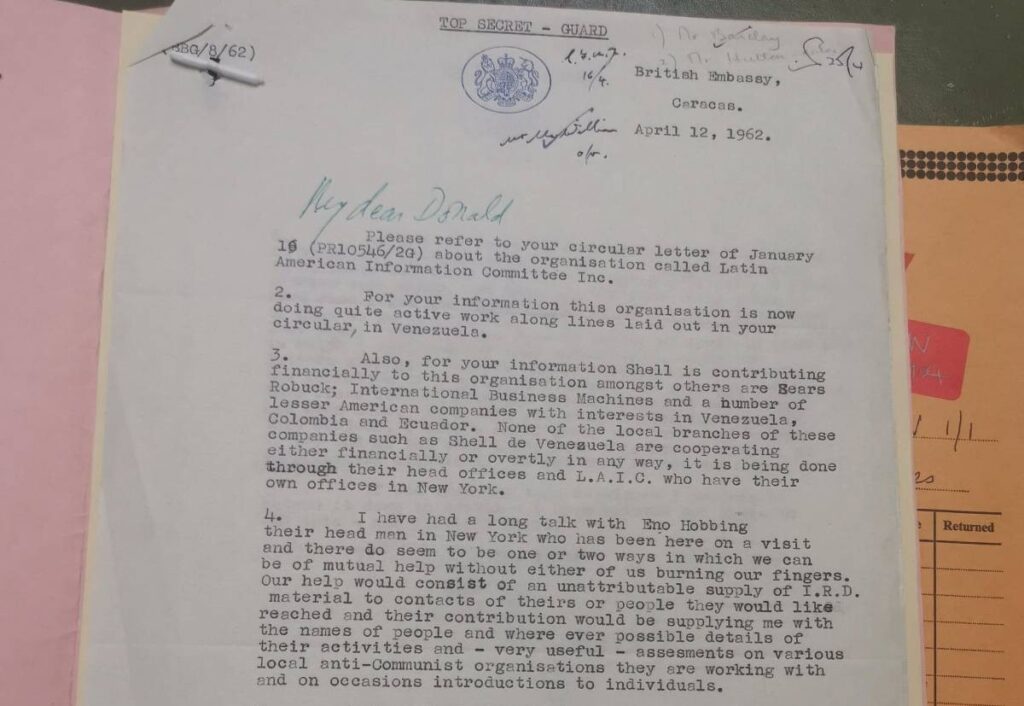 TOP SECRET - GUARD
(BBG/8/62)
1) Mr Barclay
2) Mr
British Embassy,
Caracas.
April 12, 1962.
16/4.
My dear Donald
Please refer to your circular letter of January
16 (PR10546/2G) about the organisation called Latin
American Information Committee Inc.
2. For your information this organisation is now
doing quite active work along lines laid out in your
circular, in Venezuela.
3. Also, for your information Shell is contributing
financially to this organisation amongst others are Sears
Robuck; International Business Machines and a number of
lesser American companies with interests in Venezuela,
Colombia and Ecuador. None of the local branches of these
companies such as Shell de Venezuela are cooperating
either financially or overtly in any way, it is being done
through their head offices and L.A.I.C. who have their
own offices in New York.
4. I have had a long talk with Eno Hobbing
their head man in New York who has been here on a visit
and there do seem to be one or two ways in which we can
be of mutual help without either of us burning our fingers.
Our help would consist of an unattributable supply of I.R.D.
material to contacts of theirs or people they would like
reached and their contribution would be supplying me with
the names of people and where ever possible details of
their activities and - very useful - assesments on various
local anti-Communist organisations they are working with
and on occasions introductions to individuals.
N
1/1
Returned